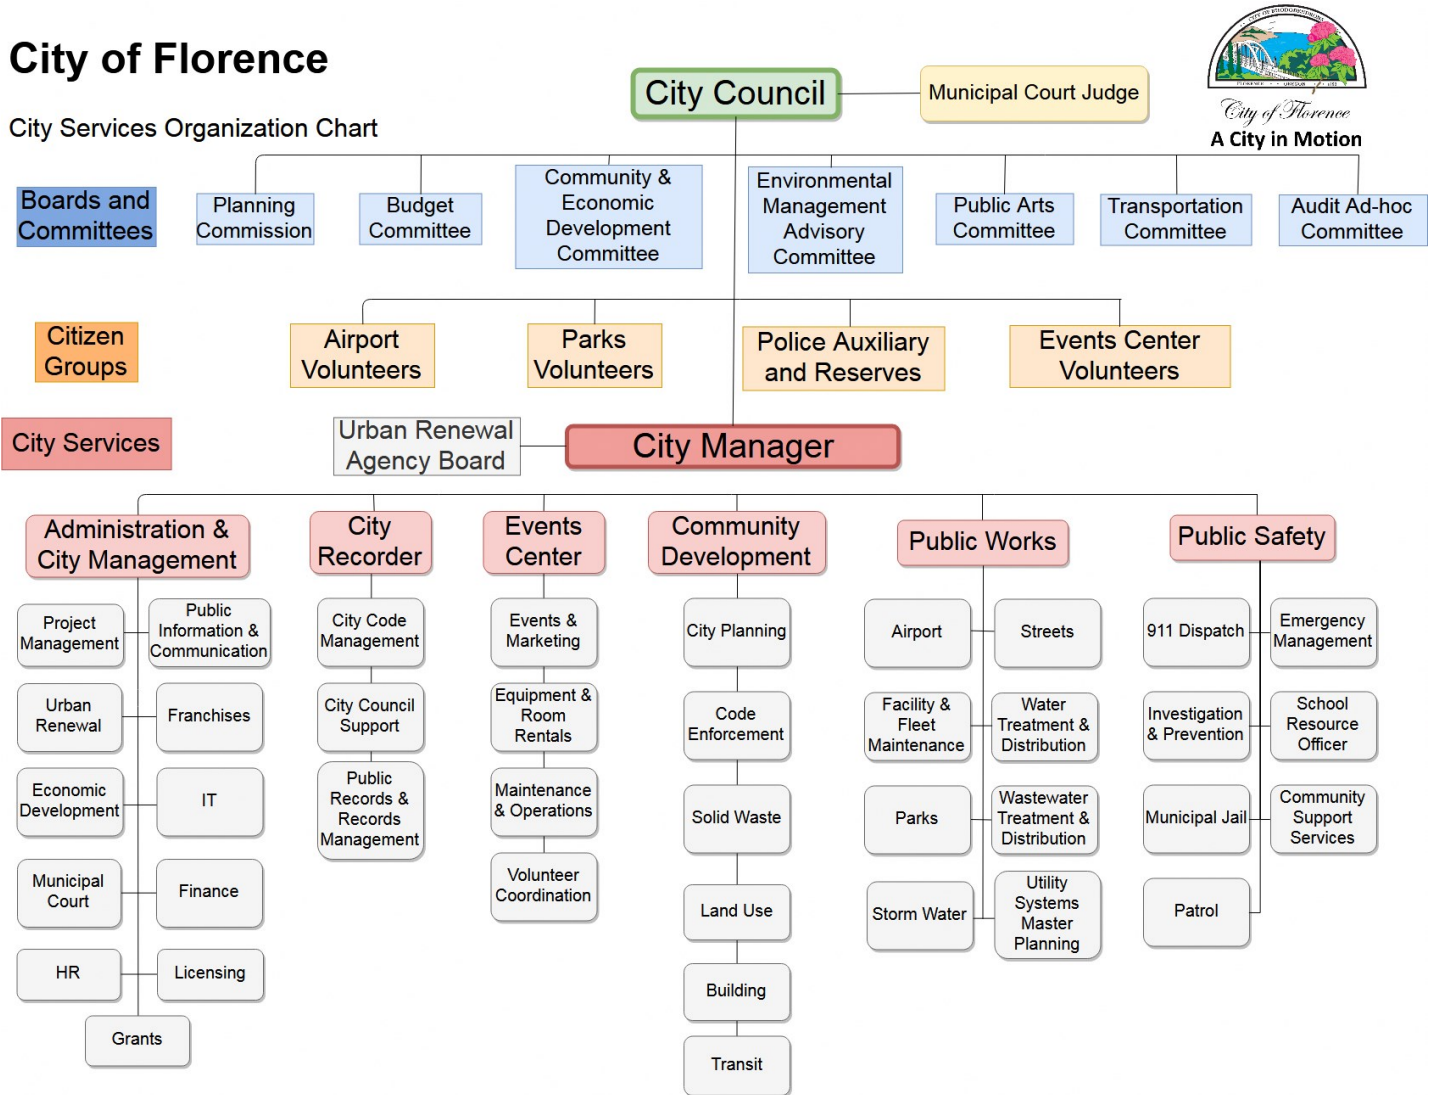 City of Florence
City Services Organization Chart
City Council
Municipal Court Judge
City of Florence
A City in Motion
Boards and
Committees
Planning
Commission
Budget
Committee
Community &
Economic
Development
Committee
Environmental
Management
Advisory
Committee
Public Arts
Committee
Transportation
Committee
Audit Ad-hoc
Committee
Citizen
Groups
Airport
Volunteers
Parks
Volunteers
Police Auxiliary
and Reserves
Events Center
Volunteers
City Services
Urban Renewal
Agency Board
City Manager
Administration &
City Management
Project
Management
Public
Information &
Communication
Urban
Renewal
Franchises
Economic
Development
IT
Municipal
Court
Finance
HR
Licensing
Grants
City
Recorder
City Code
Management
City Council
Support
Public
Records &
Records
Management
Events
Center
Events &
Marketing
Equipment &
Room
Rentals
Maintenance
& Operations
Volunteer
Coordination
Community
Development
City Planning
Code
Enforcement
Solid Waste
Land Use
Building
Transit
Public Works
Airport
Streets
Facility &
Fleet
Maintenance
Water
Treatment &
Distribution
Parks
Wastewater
Treatment &
Distribution
Storm Water
Utility
Systems
Master
Planning
Public Safety
911 Dispatch
Emergency
Management
Investigation
& Prevention
School
Resource
Officer
Municipal Jail
Community
Support
Services
Patrol